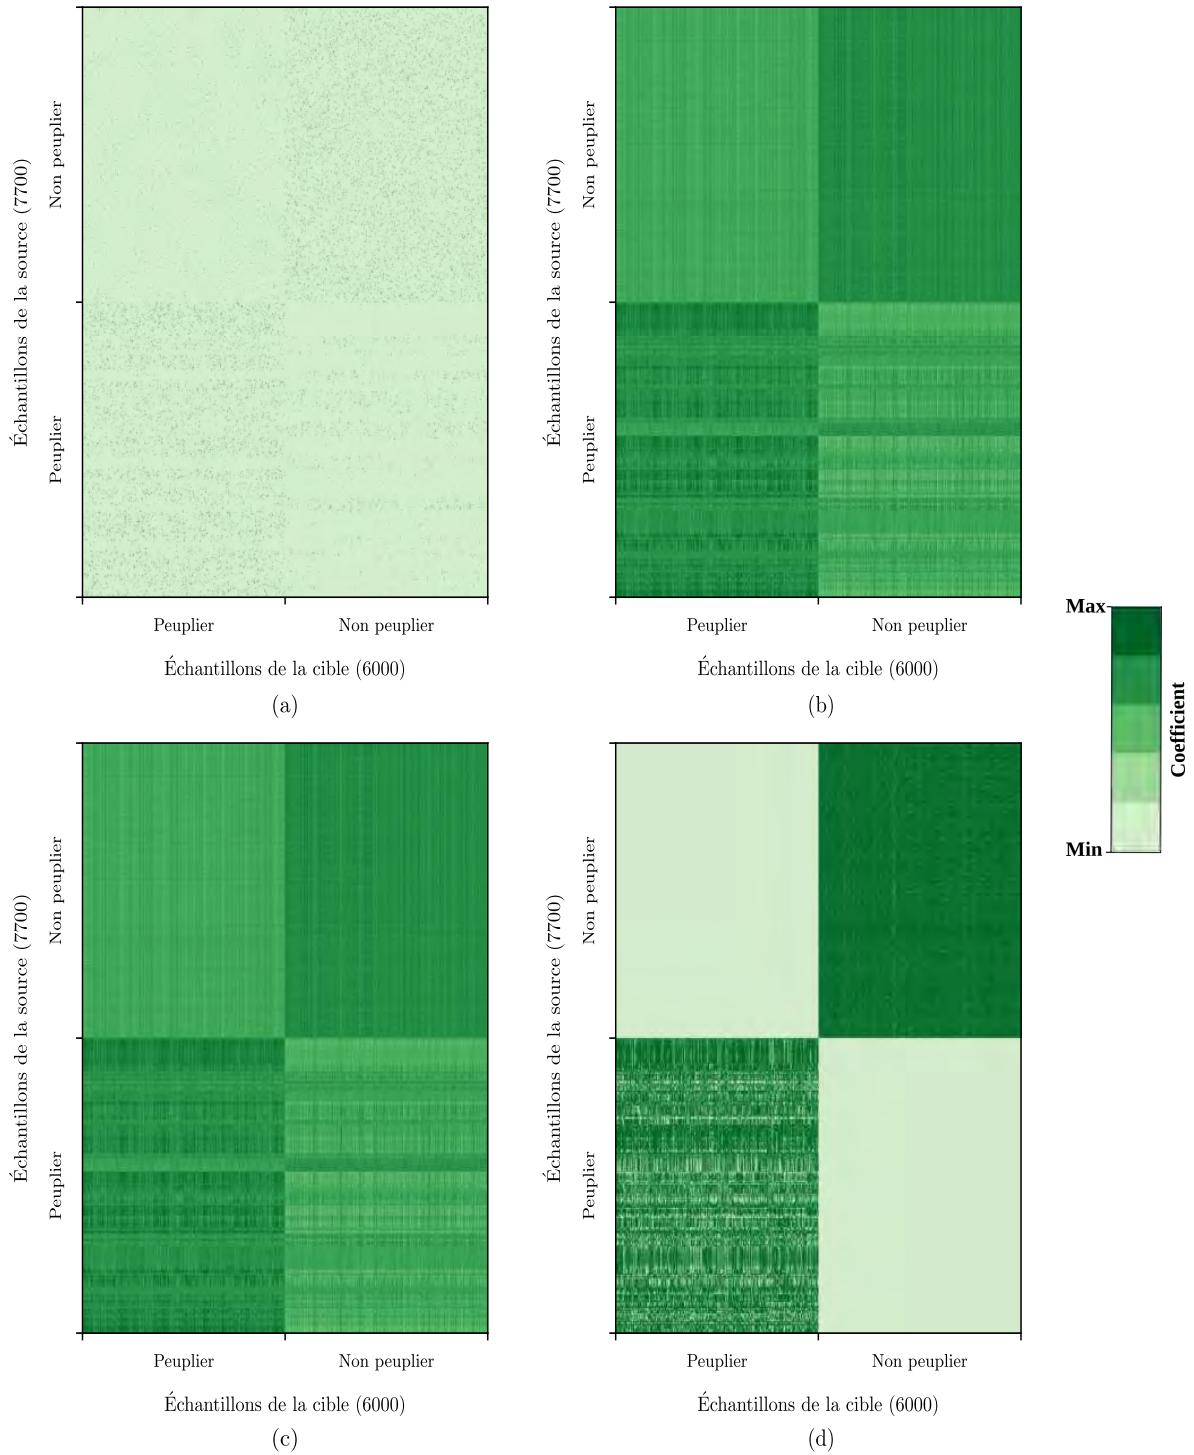 Échantillons de la source (7700)
Non peuplier
Peuplier
Peuplier
Non peuplier
Échantillons de la cible (6000)
(a)
Échantillons de la source (7700)
Non peuplier
Peuplier
Peuplier
Non peuplier
Échantillons de la cible (6000)
(b)
Max
Min
Coefficient
Échantillons de la source (7700)
Non peuplier
Peuplier
Peuplier
Non peuplier
Échantillons de la cible (6000)
(c)
Échantillons de la source (7700)
Non peuplier
Peuplier
Peuplier
Non peuplier
Échantillons de la cible (6000)
(d)